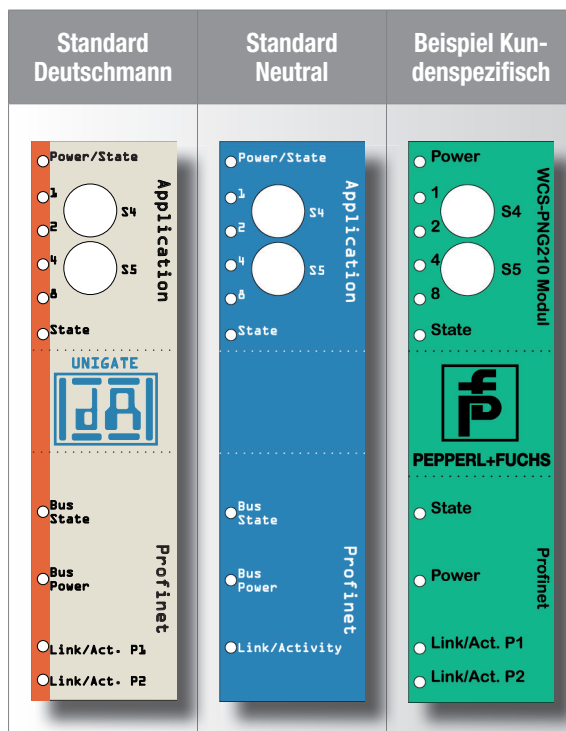 Standard
Deutschmann
Standard
Neutral
Beispiel Kun-
denspezifisch
Power/State
1
2
4
8
S4
S5
Application
State
UNIGATE
dA
Bus
State
Bus
Power
Profinet
Link/Act. P1
Link/Act. P2
Power/State
1
2
4
8
S4
S5
Application
State
Bus
State
Bus
Power
Profinet
Link/Activity
Power
1
2
4
8
S4
S5
WCS-PNG210 Modul
State
fp
PEPPERL+FUCHS
State
Power
Profinet
Link/Act. P1
Link/Act. P2